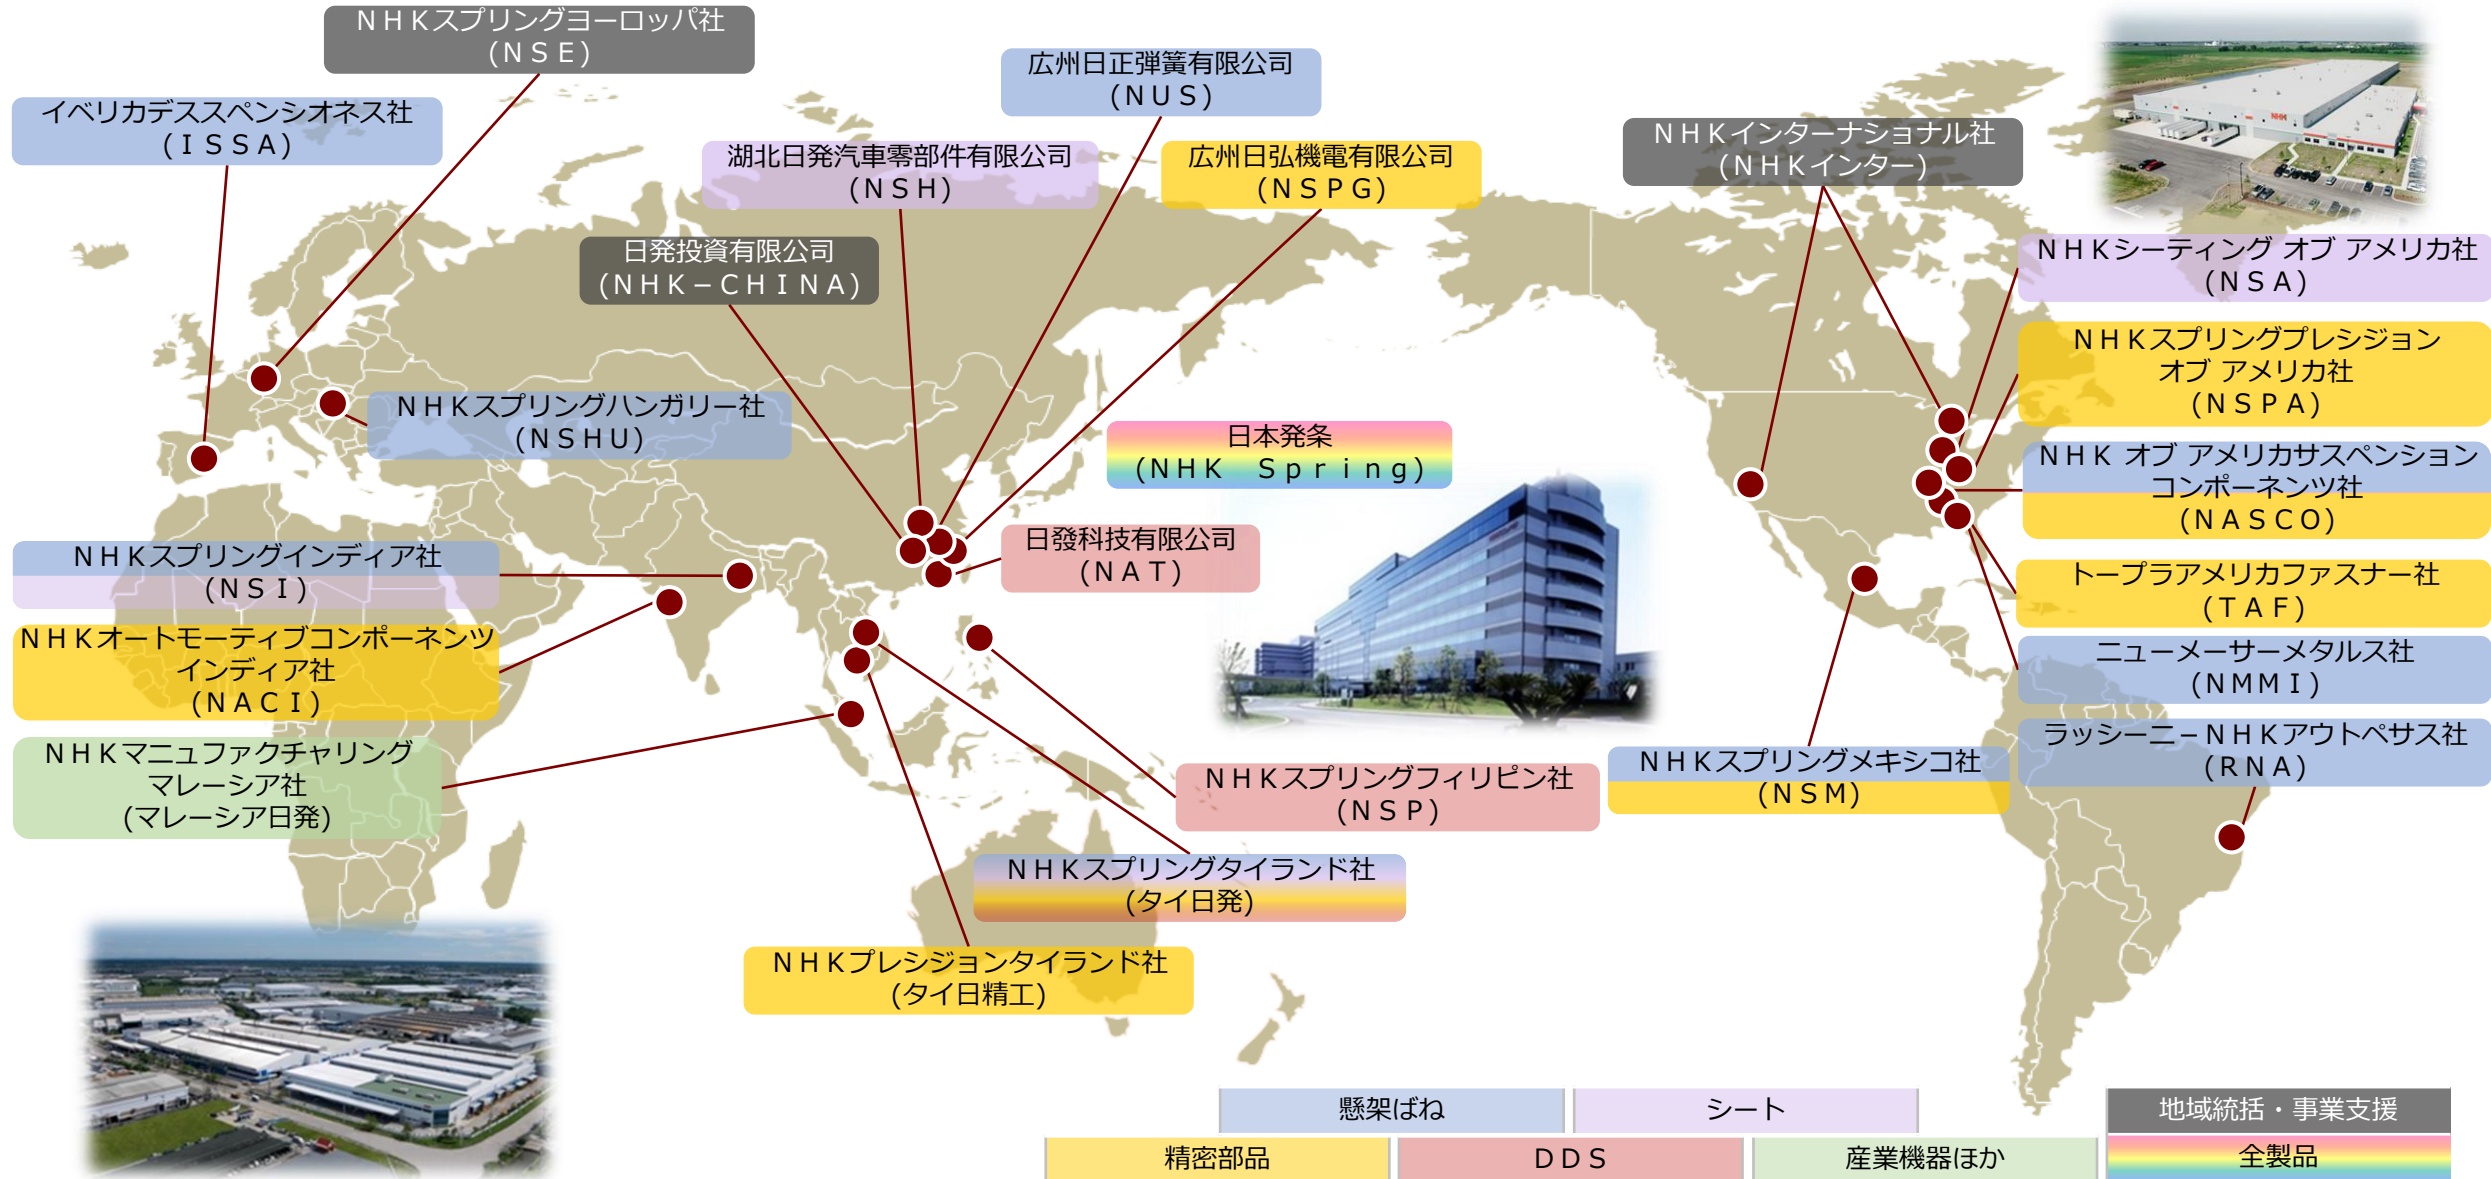 ＮＨＫスプリングヨーロッパ社
(ＮＳＥ)
イベリカデススペンシオネス社
(ＩＳＳＡ)
広州日正弾簧有限公司
(ＮＵＳ)
湖北日発汽車零部件有限公司
(ＮＳＨ)
広州日弘機電有限公司
(ＮＳＰＧ)
日発投資有限公司
(ＮＨＫ－ＣＨＩＮＡ)
ＮＨＫインターナショナル社
(ＮＨＫインター)
NHK
ＮＨＫシーティング オブ アメリカ社
(ＮＳＡ)
ＮＨＫスプリングプレシジョン
オブ アメリカ社
(ＮＳＰＡ)
ＮＨＫスプリングハンガリー社
(ＮＳＨＵ)
日本発条
(ＮＨＫ　Ｓｐｒｉｎｇ)
ＮＨＫ オブ アメリカサスペンション
コンポーネンツ社
(ＮＡＳＣＯ)
日發科技有限公司
(ＮＡＴ)
ＮＨＫスプリングインディア社
(ＮＳＩ)
トープラアメリカファスナー社
(ＴＡＦ)
ＮＨＫオートモーティブコンポーネンツ
インディア社
(ＮＡＣＩ)
ニューメーサーメタルス社
(ＮＭＭＩ)
ＮＨＫマニュファクチャリング
マレーシア社
(マレーシア日発)
ラッシーニ－ＮＨＫアウトペサス社
(ＲＮＡ)
ＮＨＫスプリングフィリピン社
(ＮＳＰ)
ＮＨＫスプリングメキシコ社
(ＮＳＭ)
ＮＨＫスプリングタイランド社
(タイ日発)
ＮＨＫプレシジョンタイランド社
(タイ日精工)
懸架ばね
シート
地域統括・事業支援
精密部品
ＤＤＳ
産業機器ほか
全製品